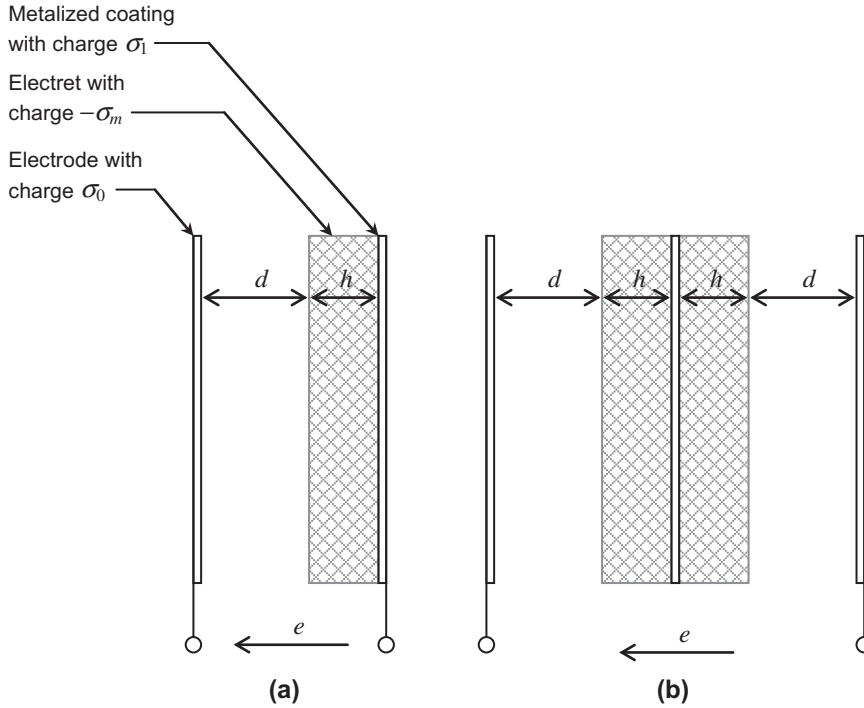 Metalized coating
with charge σ₁
Electret with
charge −σₘ
Electrode with
charge σ₀
d
h
d
h
h
d
e
e
(a)
(b)